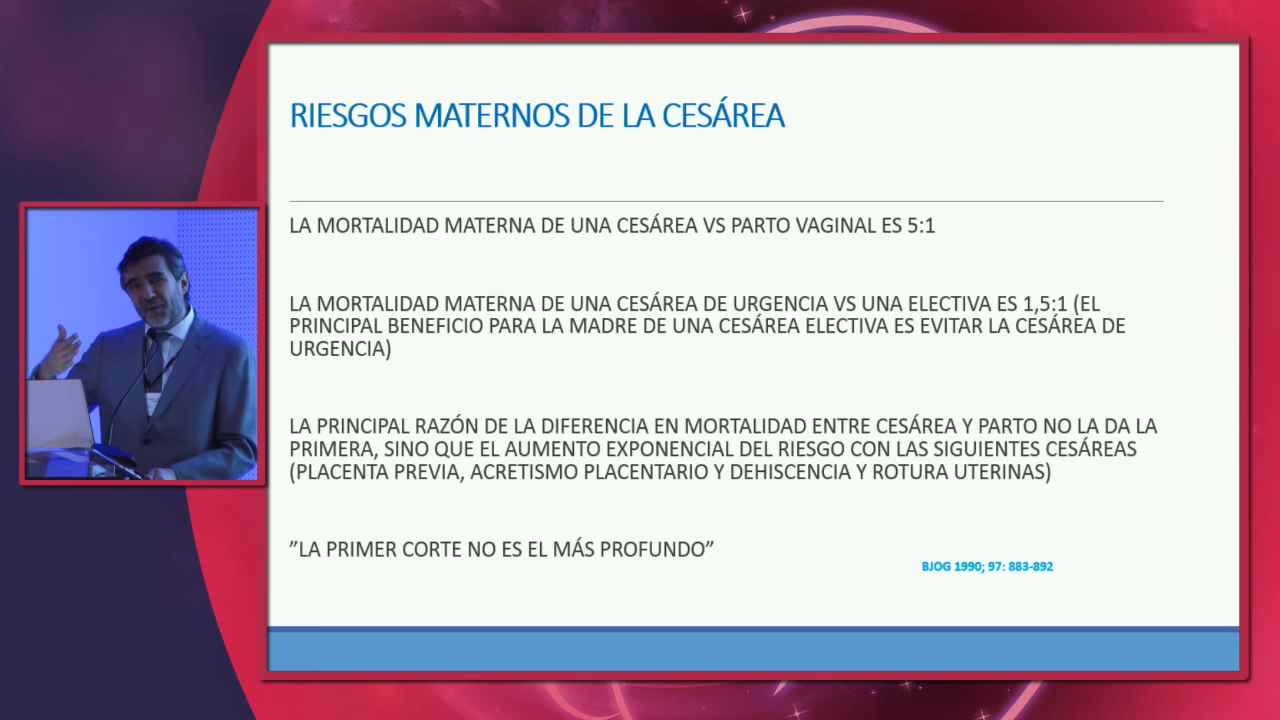 RIESGOS MATERNOS DE LA CESÁREA
LA MORTALIDAD MATERNA DE UNA CESÁREA VS PARTO VAGINAL ES 5:1
LA MORTALIDAD MATERNA DE UNA CESÁREA DE URGENCIA VS UNA ELECTIVA ES 1,5:1 (EL
PRINCIPAL BENEFICIO PARA LA MADRE DE UNA CESÁREA ELECTIVA ES EVITAR LA CESÁREA DE
URGENCIA)
LA PRINCIPAL RAZÓN DE LA DIFERENCIA EN MORTALIDAD ENTRE CESÁREA Y PARTO NO LA DA LA
PRIMERA, SINO QUE EL AUMENTO EXPONENCIAL DEL RIESGO CON LAS SIGUIENTES CESÁREAS
(PLACENTA PREVIA, ACRETISMO PLACENTARIO Y DEHISCENCIA Y ROTURA UTERINAS)
”LA PRIMER CORTE NO ES EL MÁS PROFUNDO”
BJOG 1990; 97: 883-892